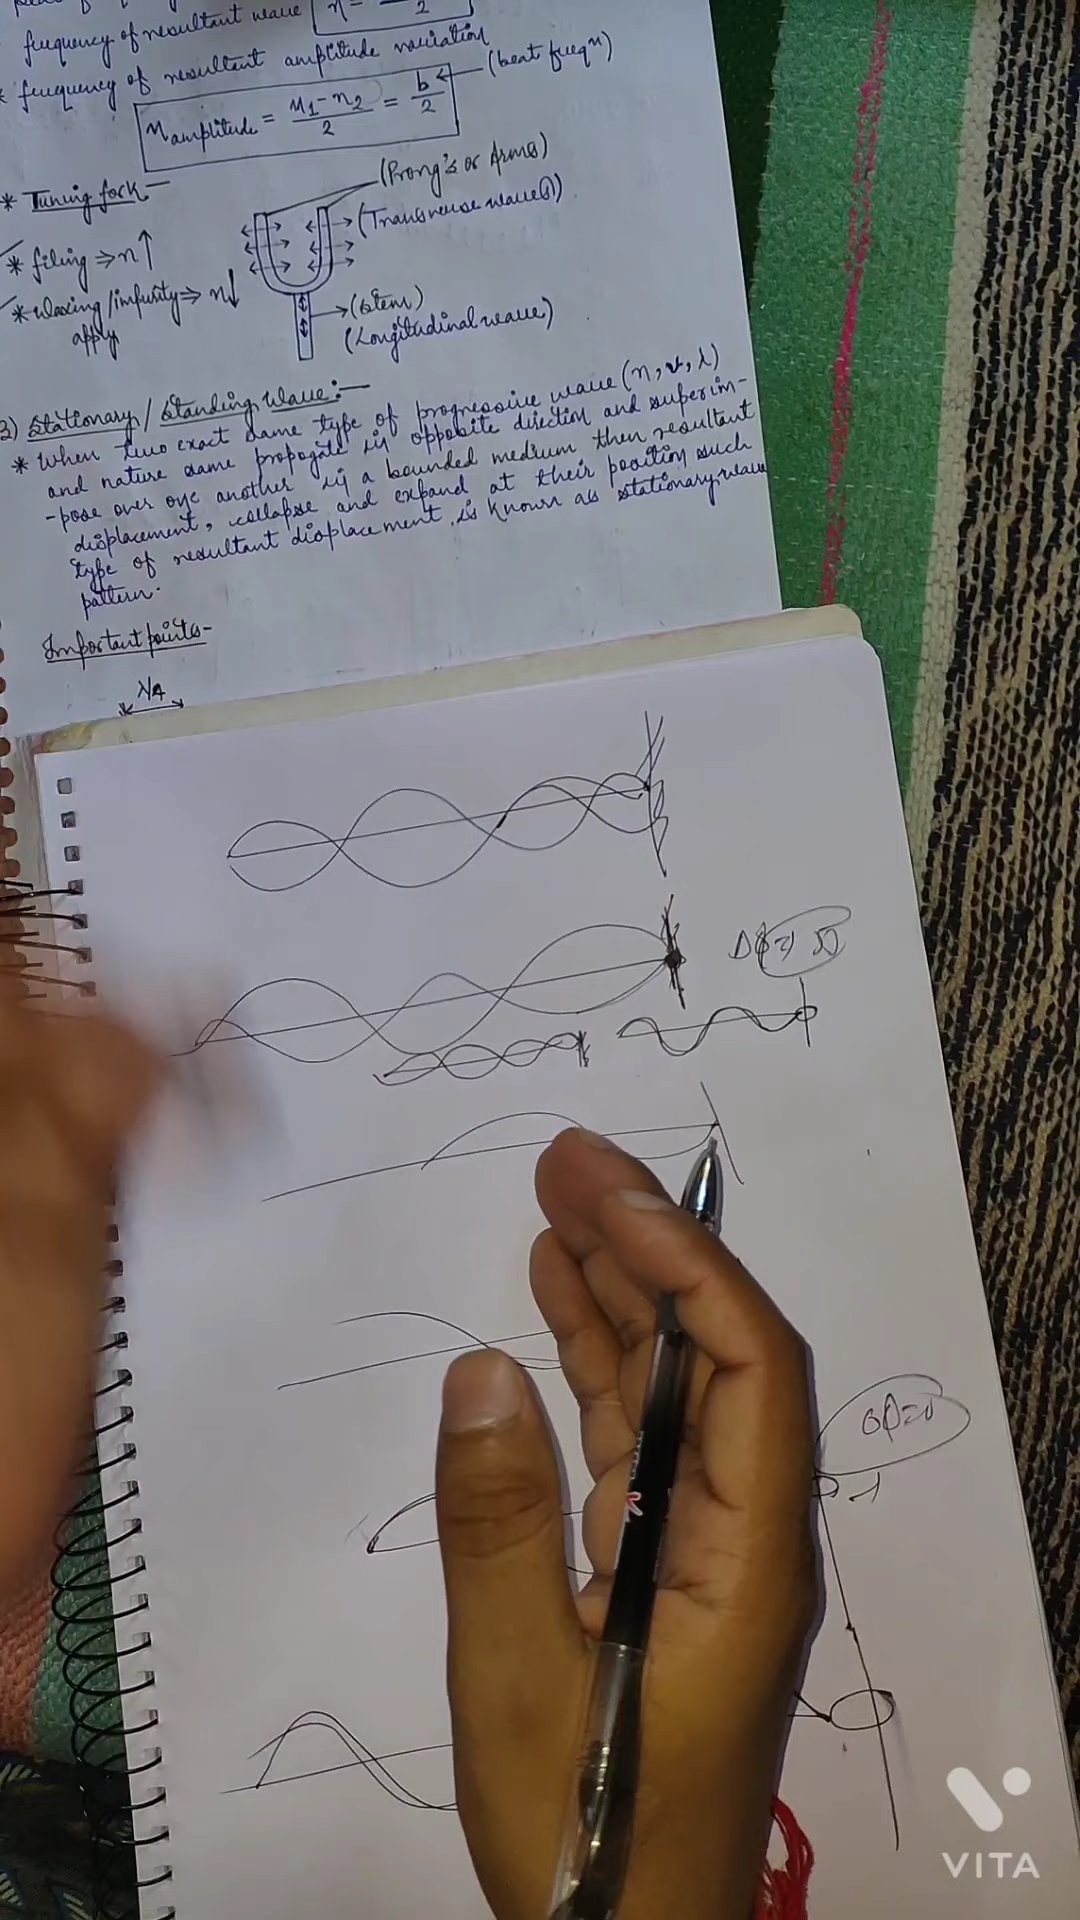 frequency of resultant wave n = 2
* frequency of resultant amplitude variation
n amplitude = n₁-n₂/2 = b/2 (beat freqⁿ)
* Tuning fork-
(Prong's or Arms)
(Transverse waves)
* filing ⇒ n↑
* waxing/impurity ⇒ n↓
apply
(stem)
(Longitudinal wave)
3) Stationary / Standing Wave:-
* When two exact same type of progressive wave (n, v, λ)
and nature same propogate in opposite direction and superim-
-pose over oye another in a bounded medium then resultant
displacement, collapse and expand at their position such
type of resultant displacement is known as stationary wave
pattern.
Important points-
λ/4
Δϕ=π
VITA